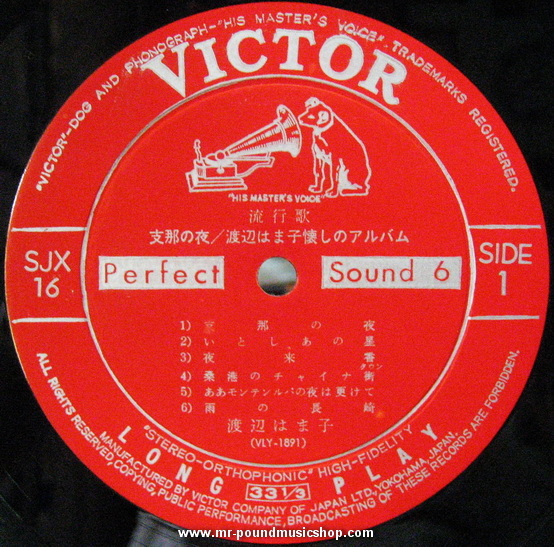 "VICTOR"-DOG AND PHONOGRAPH-"HIS MASTER'S VOICE" TRADEMARKS REGISTERED.
VICTOR
"HIS MASTER'S VOICE"
流行歌
支那の夜/渡辺はま子懐しのアルバム
SJX
16
Perfect
Sound 6
SIDE
1
1) 支那の夜
2) いとしあの星
3) 夜来香
タウン
4) 桑港のチャイナ街
5) ああモンテンルパの夜は更けて
6) 雨の長崎
渡辺はま子
(VLY-1891)
"STEREO-ORTHOPHONIC" HIGH-FIDELITY
LONG 33 1/3 PLAY
MANUFACTURED BY VICTOR COMPANY OF JAPAN LTD., YOKOHAMA, JAPAN.
ALL RIGHTS RESERVED, COPYING, PUBLIC PERFORMANCE, BROADCASTING OF THESE RECORDS ARE FORBIDDEN.
www.mr-poundmusicshop.com